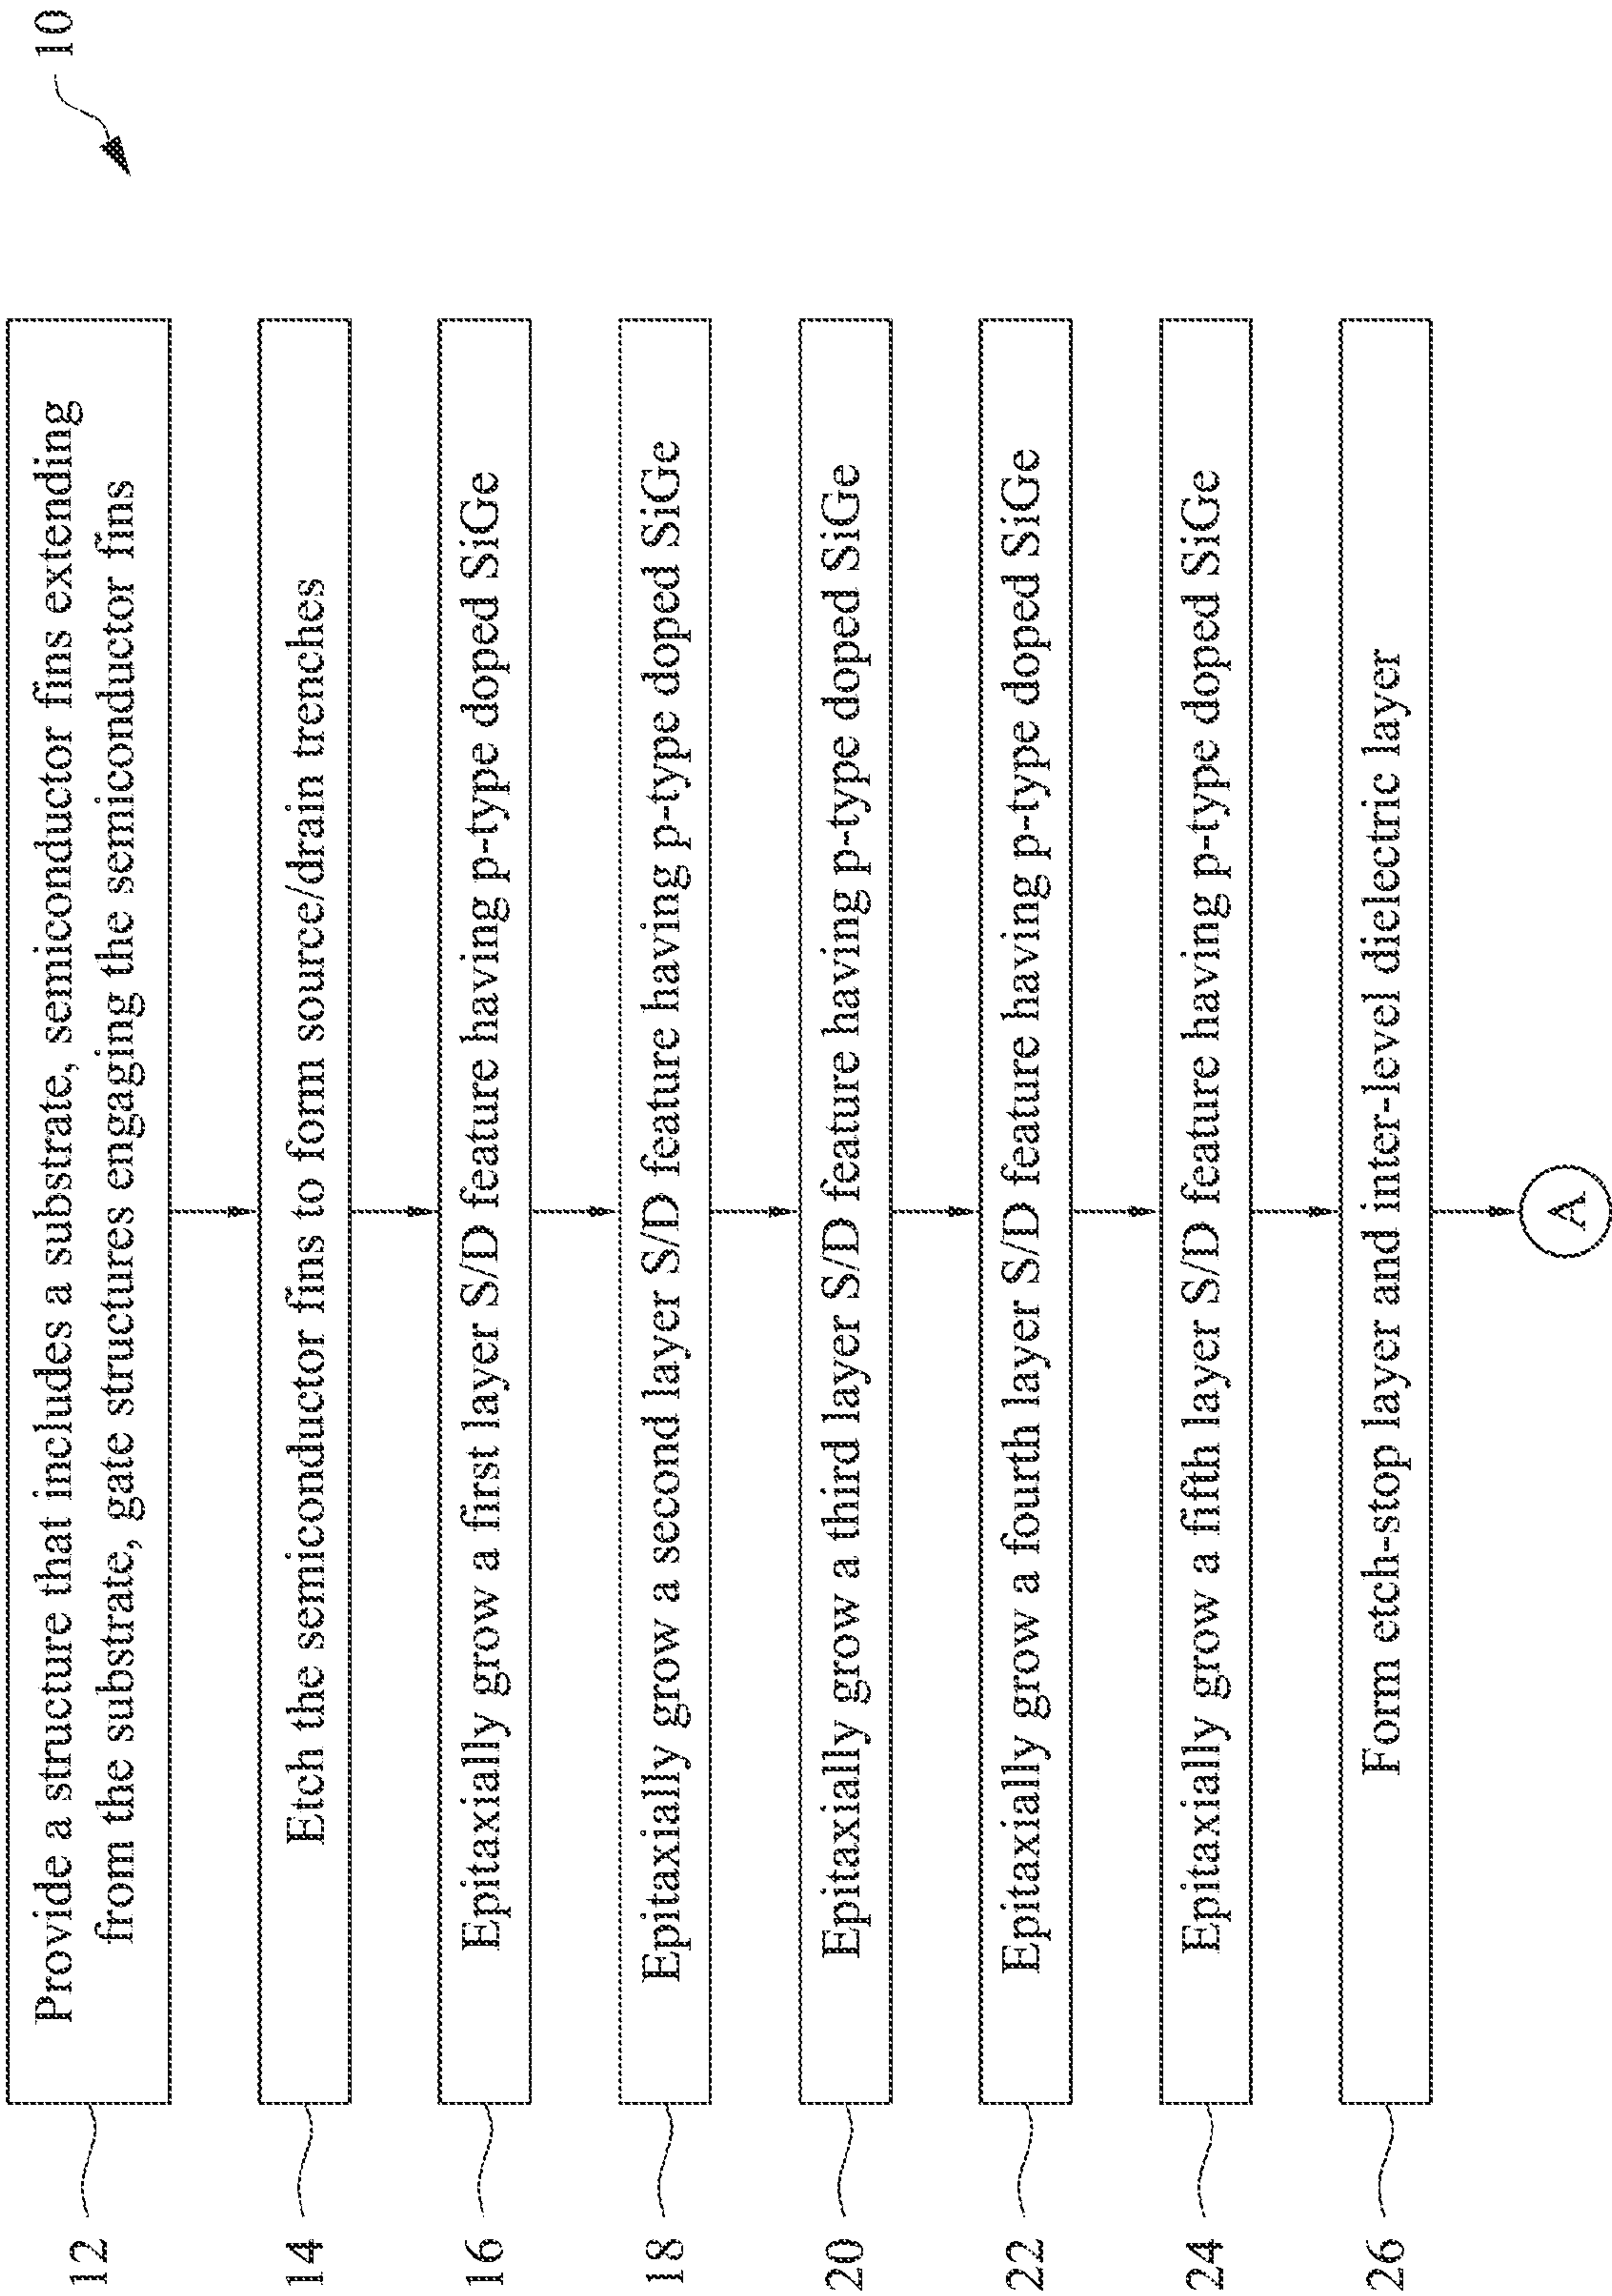 10
12
Provide a structure that includes a substrate, semiconductor fins extending
from the substrate, gate structures engaging the semiconductor fins
14
Etch the semiconductor fins to form source/drain trenches
16
Epitaxially grow a first layer S/D feature having p-type doped SiGe
18
Epitaxially grow a second layer S/D feature having p-type doped SiGe
20
Epitaxially grow a third layer S/D feature having p-type doped SiGe
22
Epitaxially grow a fourth layer S/D feature having p-type doped SiGe
24
Epitaxially grow a fifth layer S/D feature having p-type doped SiGe
26
Form etch-stop layer and inter-level dielectric layer
A